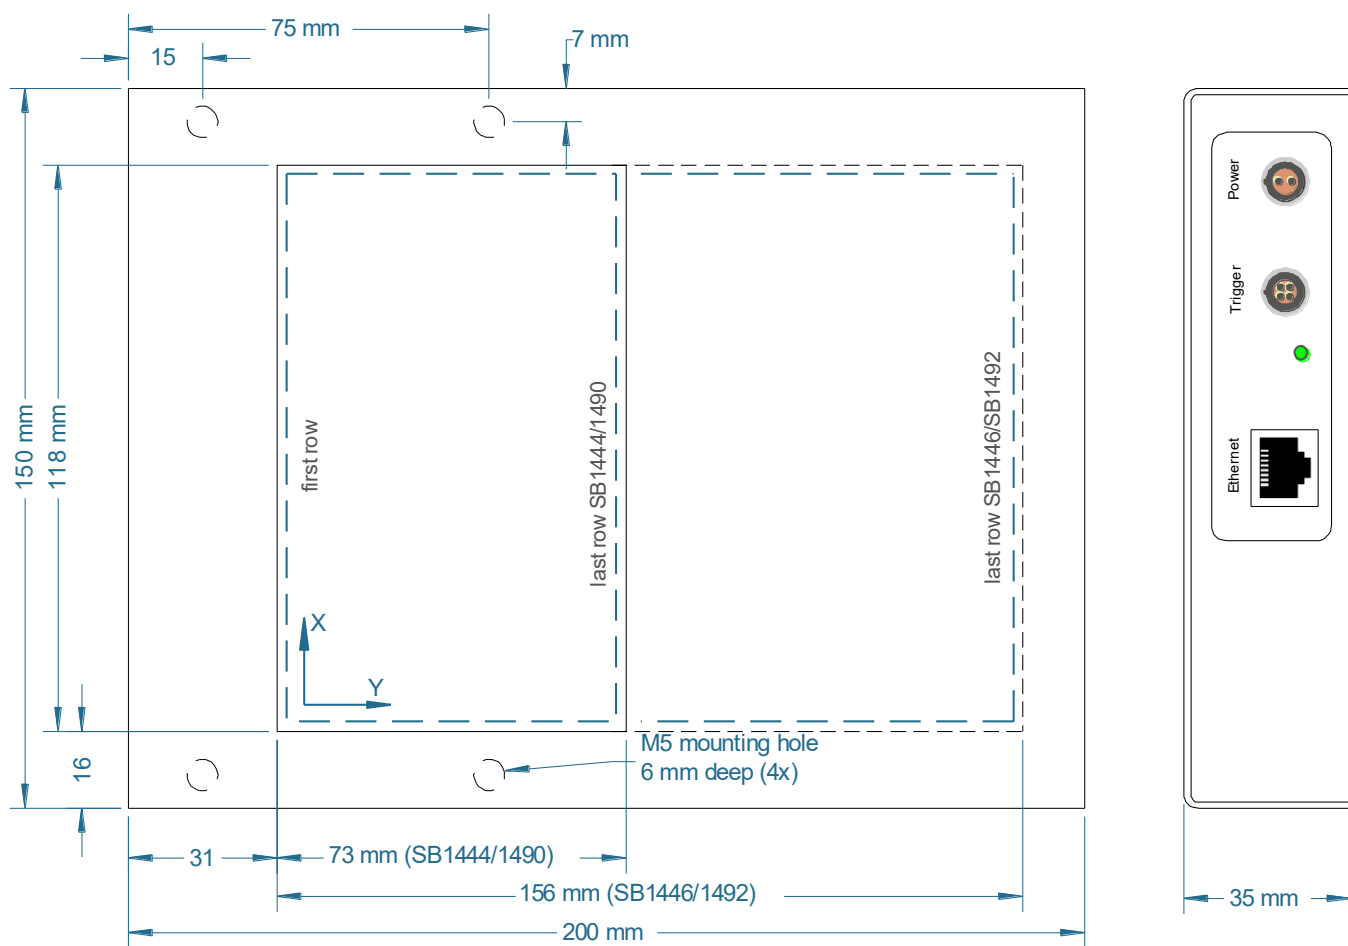 75 mm
7 mm
15
Power
Trigger
Ethernet
150 mm
118 mm
first row
last row SB1444/1490
last row SB1446/SB1492
X
Y
M5 mounting hole
6 mm deep (4x)
16
31
73 mm (SB1444/1490)
156 mm (SB1446/1492)
200 mm
35 mm